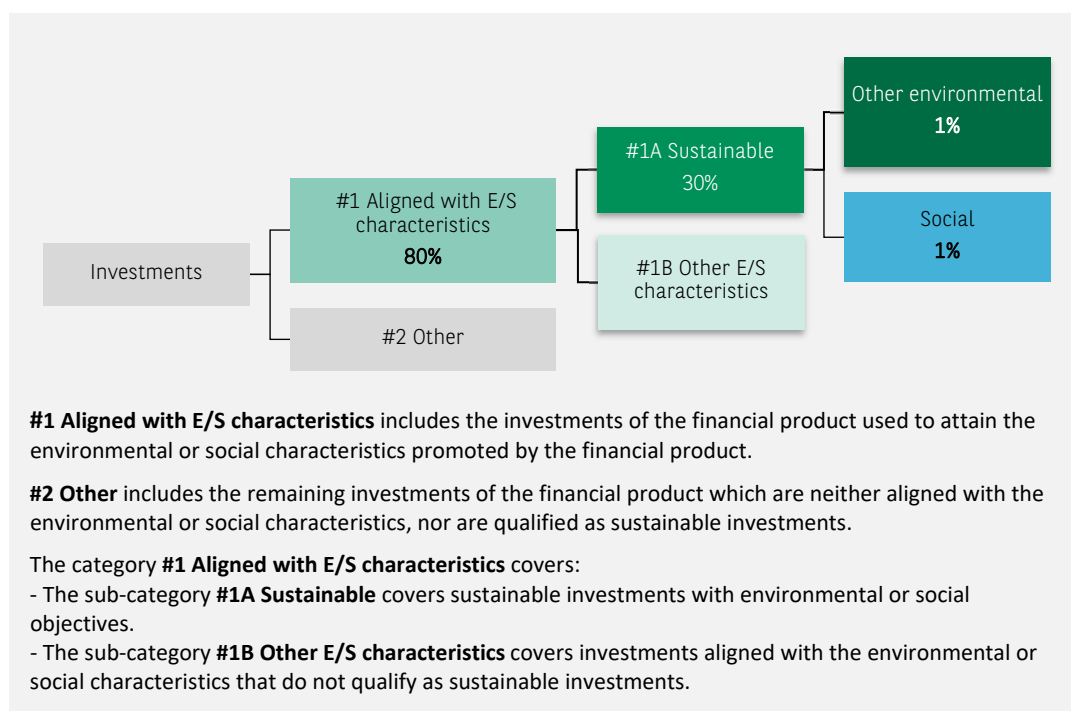 Other environmental
1%
#1A Sustainable
30%
#1 Aligned with E/S
characteristics
80%
Social
1%
Investments
#1B Other E/S
characteristics
#2 Other
#1 Aligned with E/S characteristics includes the investments of the financial product used to attain the
environmental or social characteristics promoted by the financial product.
#2 Other includes the remaining investments of the financial product which are neither aligned with the
environmental or social characteristics, nor are qualified as sustainable investments.
The category #1 Aligned with E/S characteristics covers:
- The sub-category #1A Sustainable covers sustainable investments with environmental or social
objectives.
- The sub-category #1B Other E/S characteristics covers investments aligned with the environmental or
social characteristics that do not qualify as sustainable investments.